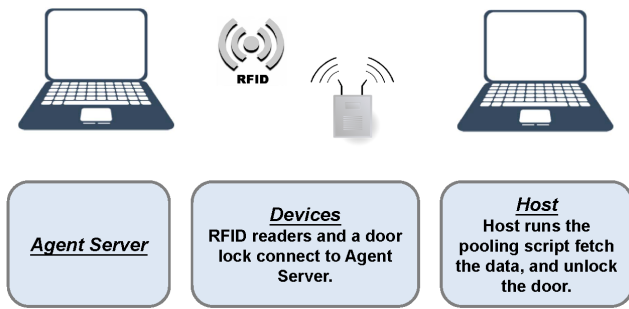 RFID
Agent Server
Devices
RFID readers and a door
lock connect to Agent
Server.
Host
Host runs the
pooling script fetch
the data, and unlock
the door.